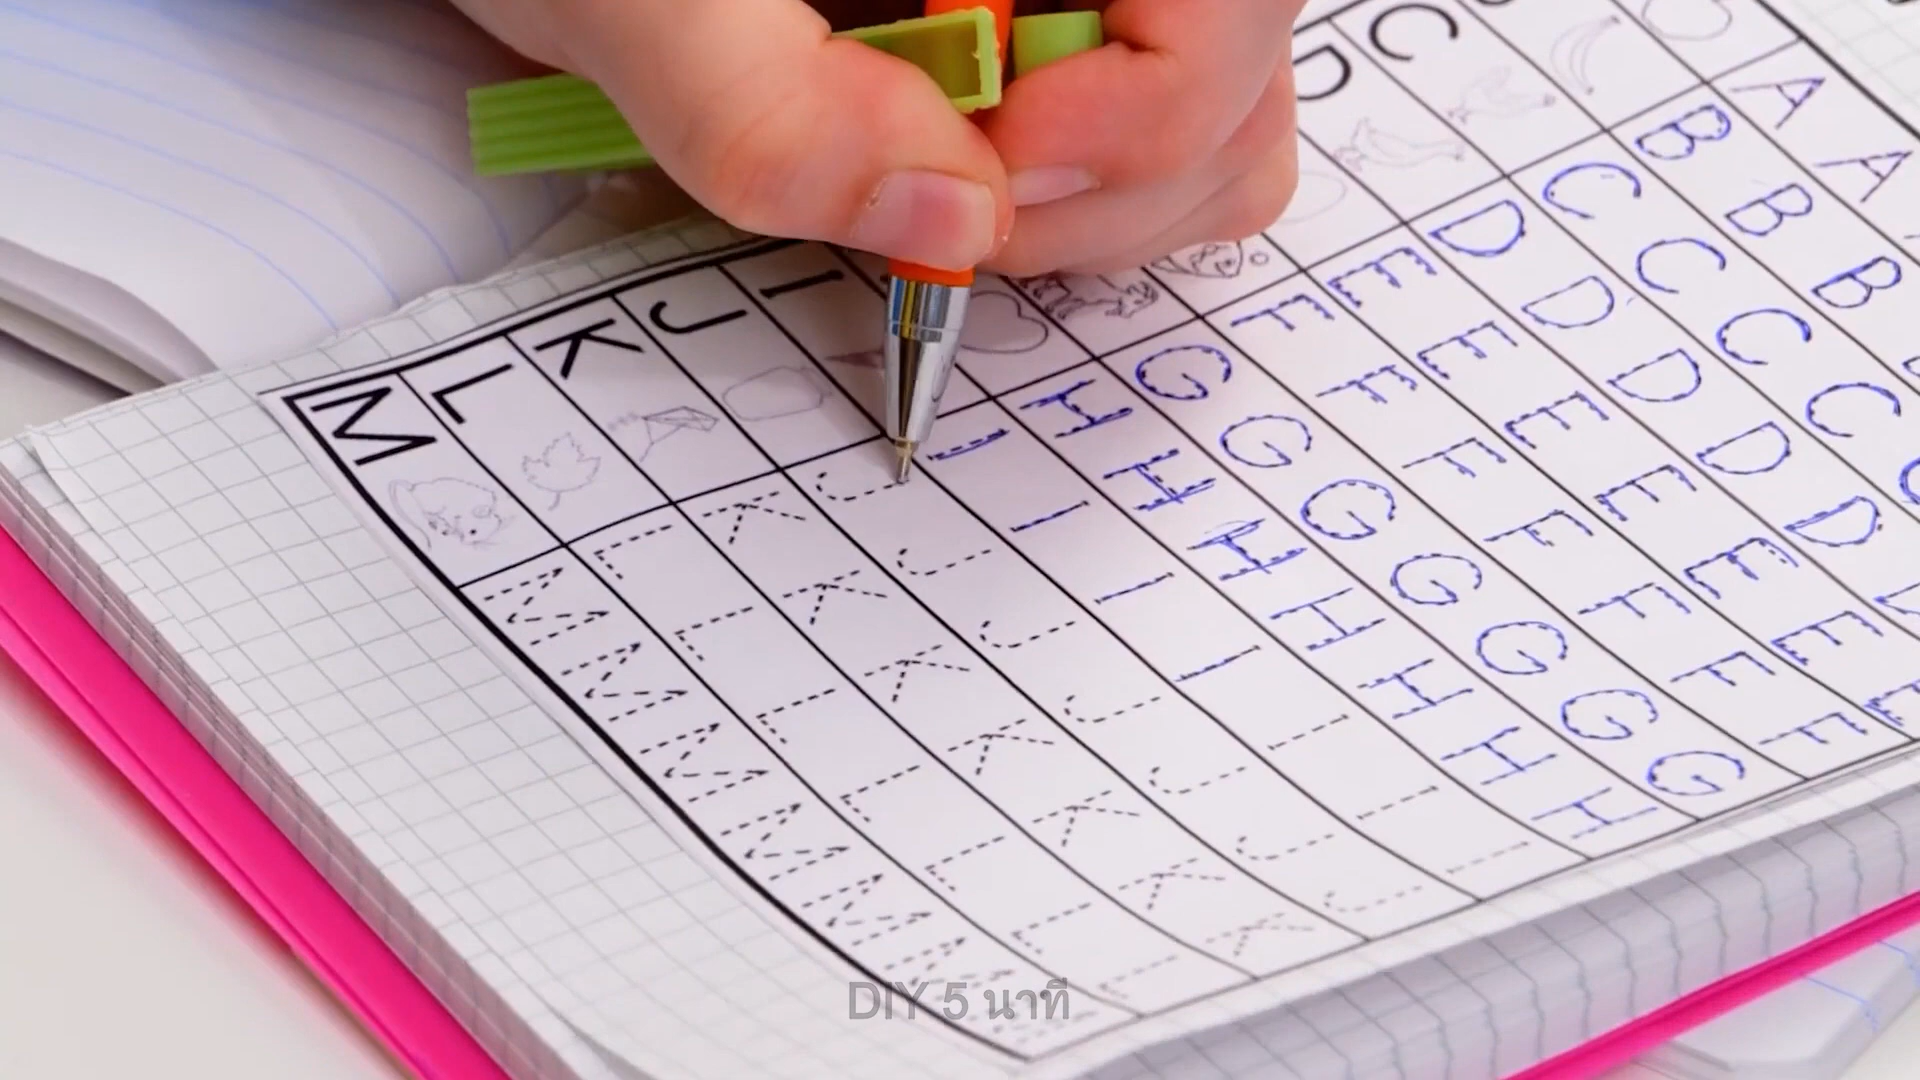 A A
B B B
C C C C C C
D D D D D D D
E E E E E E E
F F F F F F F
G G G G G G G
H H H H H H H
I I I I I I I I
J J J J J J J J
K K K K K K K K
L L L L L L L L
M M M M M M M
DIY 5 นาที